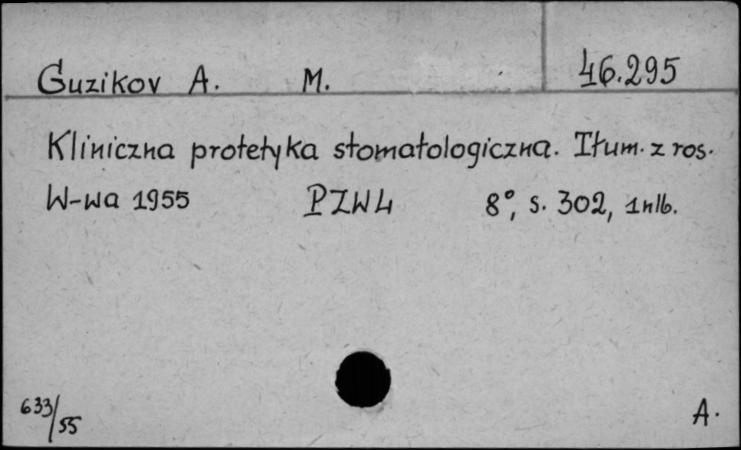 Guzikov A. M. 46.295
Kliniczna protetyka stomatologiczna. Tłum. z ros.
W-wa 1955 PZWL 8°, s. 302, 1 nlb.
633/55 A.